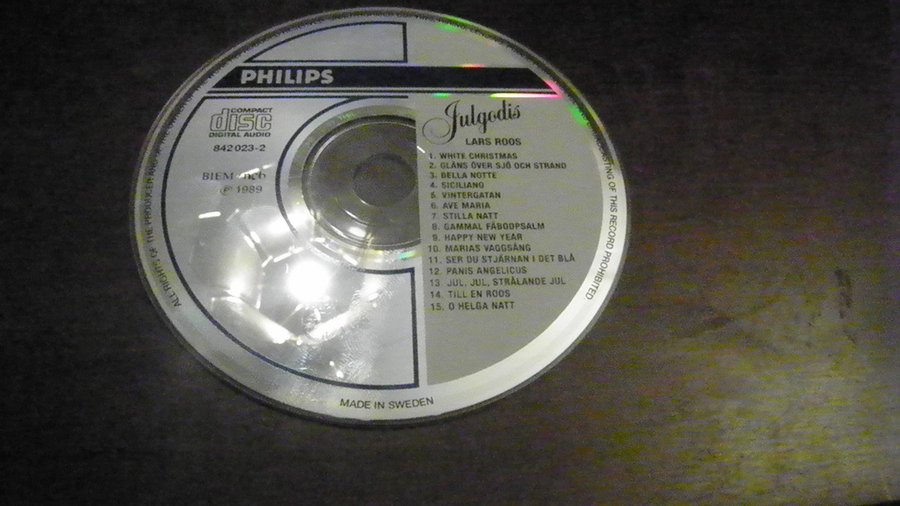 PHILIPS
COMPACT
disc
DIGITAL AUDIO
842 023-2
BIEM ncb
℗ 1989
Julgodis
LARS ROOS
1. WHITE CHRISTMAS
2. GLÄNS ÖVER SJÖ OCH STRAND
3. BELLA NOTTE
4. SICILIANO
5. VINTERGATAN
6. AVE MARIA
7. STILLA NATT
8. GAMMAL FÄBODPSALM
9. HAPPY NEW YEAR
10. MARIAS VAGGSÅNG
11. SER DU STJÄRNAN I DET BLÅ
12. PANIS ANGELICUS
13. JUL, JUL, STRÅLANDE JUL
14. TILL EN ROOS
15. O HELGA NATT
ALL RIGHTS OF THE PRODUCER AND
OF THIS RECORD PROHIBITED
MADE IN SWEDEN